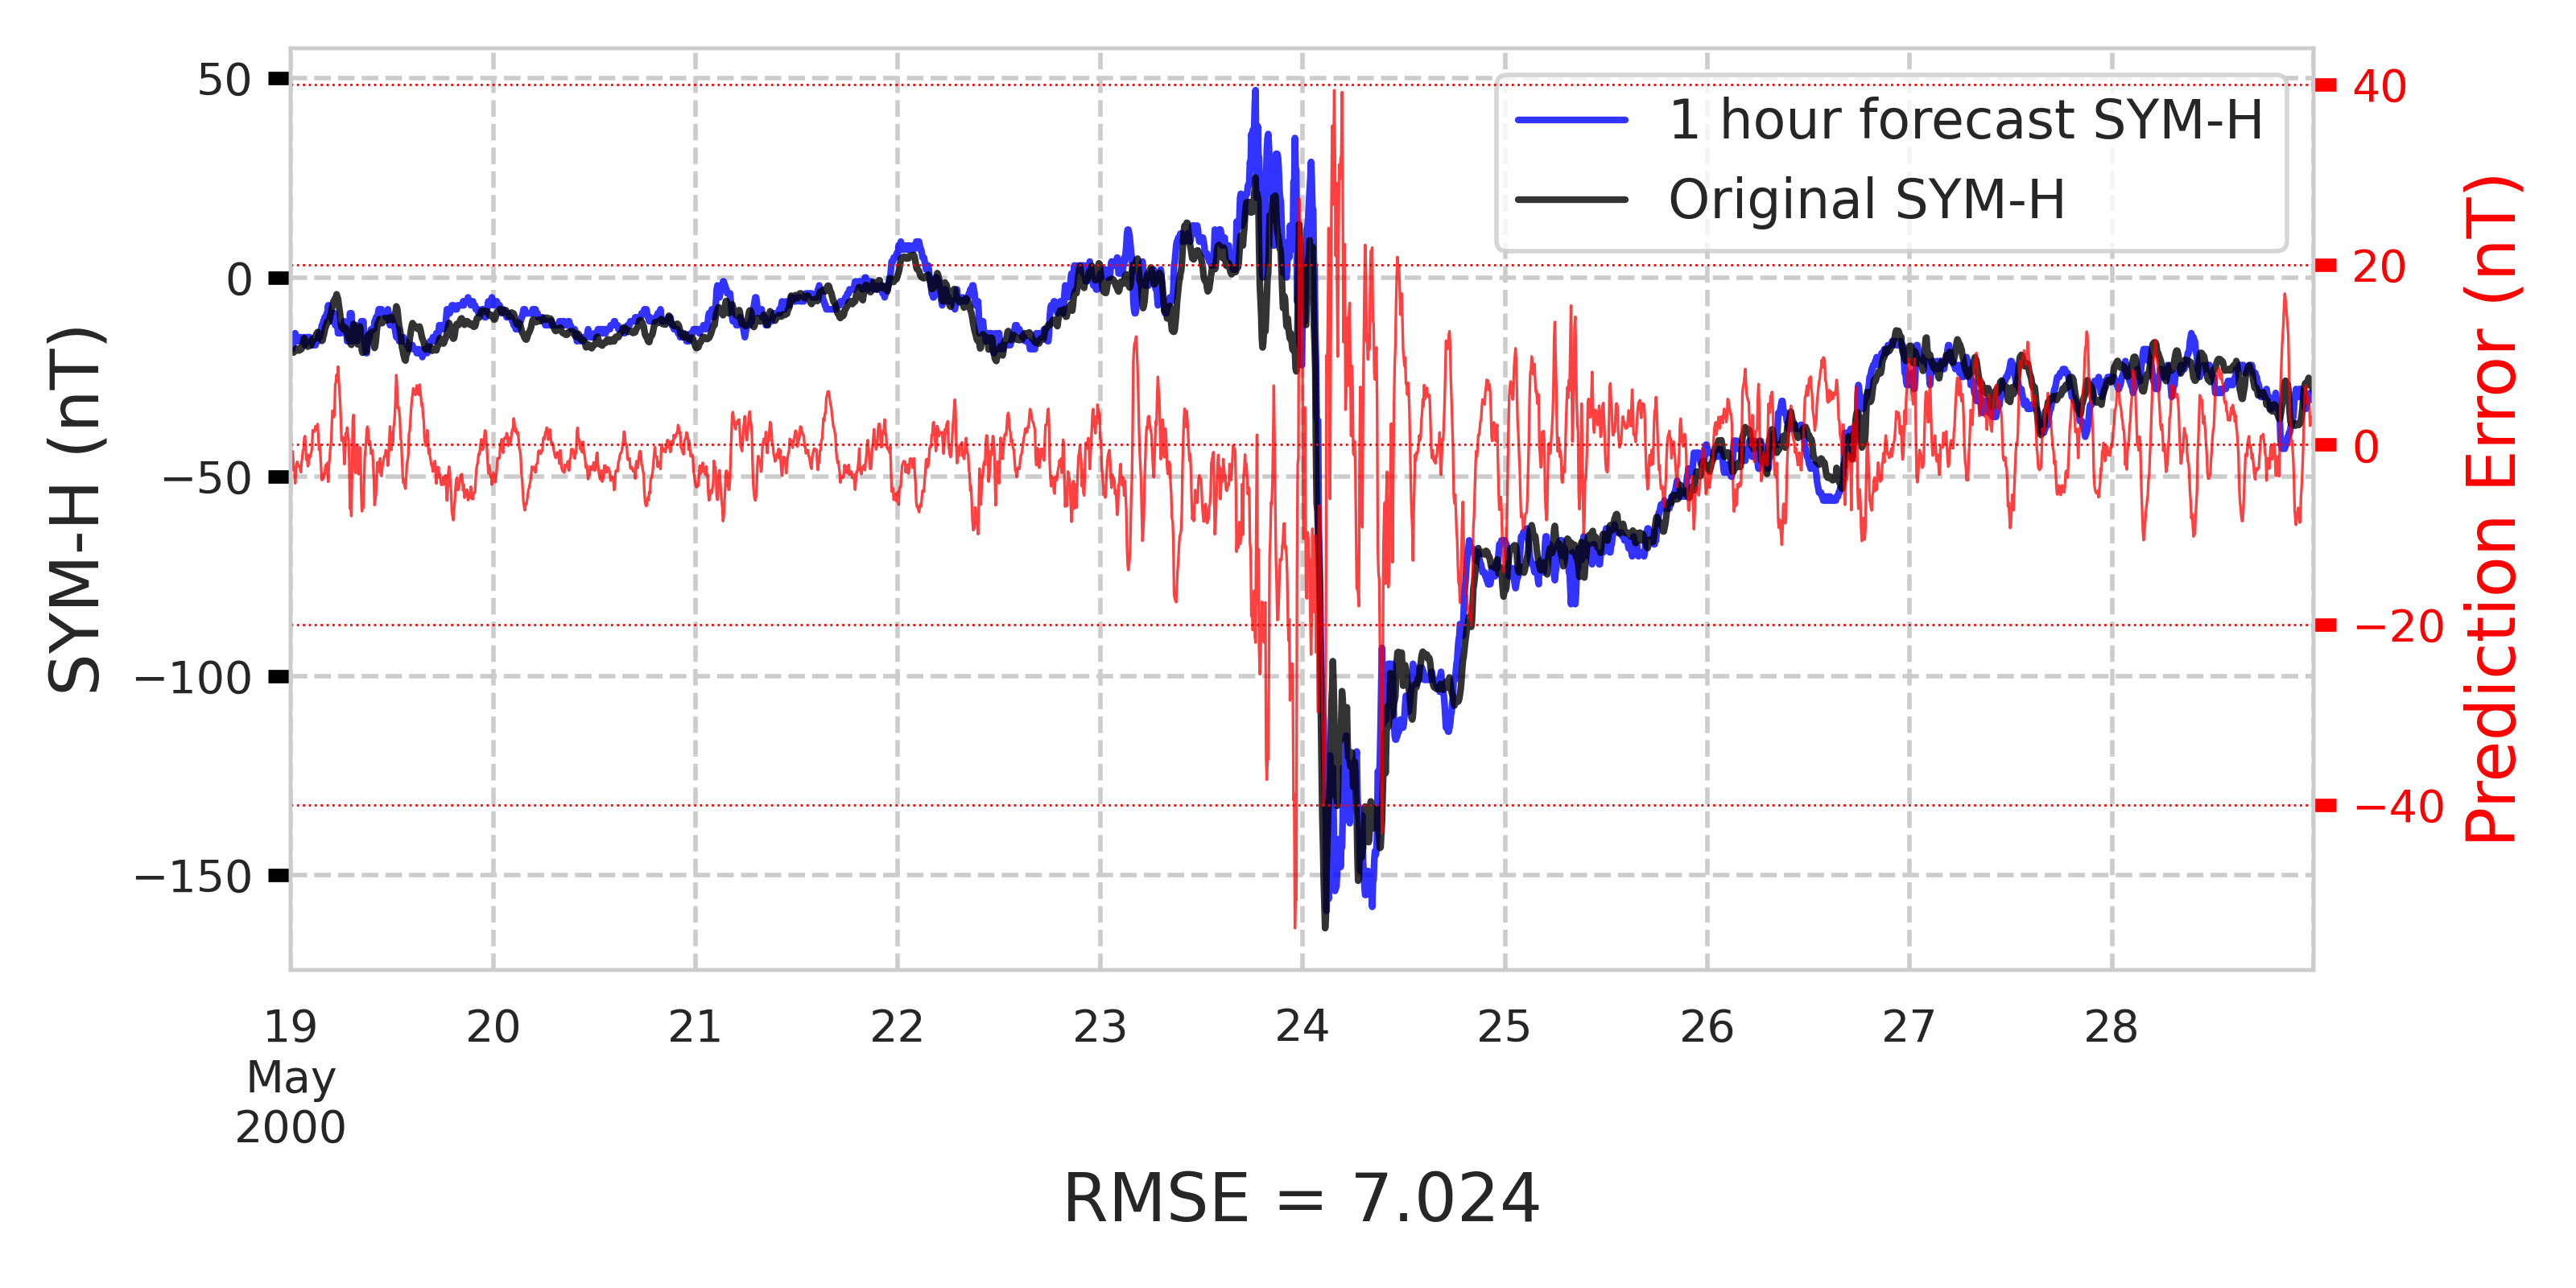 SYM-H (nT)
50
0
−50
−100
−150
1 hour forecast SYM-H
Original SYM-H
40
20
0
−20
−40
Prediction Error (nT)
19 20 21 22 23 24 25 26 27 28
May
2000
RMSE = 7.024